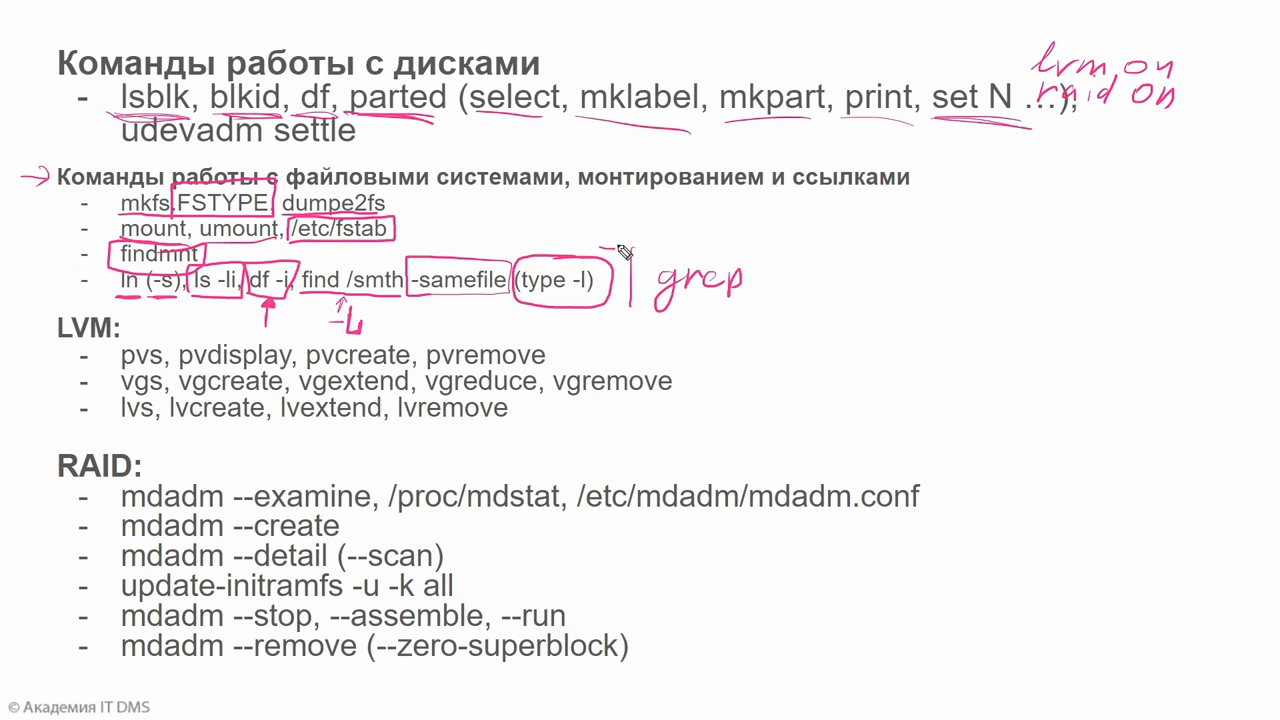 Команды работы с дисками
lvm on
- lsblk, blkid, df, parted (select, mklabel, mkpart, print, set N ...),
raid on
udevadm settle
Команды работы с файловыми системами, монтированием и ссылками
- mkfs.FSTYPE, dumpe2fs
- mount, umount, /etc/fstab
- findmnt
- ln (-s), ls -li, df -i, find /smth -samefile (type -l) | grep
-L
LVM:
- pvs, pvdisplay, pvcreate, pvremove
- vgs, vgcreate, vgextend, vgreduce, vgremove
- lvs, lvcreate, lvextend, lvremove
RAID:
- mdadm --examine, /proc/mdstat, /etc/mdadm/mdadm.conf
- mdadm --create
- mdadm --detail (--scan)
- update-initramfs -u -k all
- mdadm --stop, --assemble, --run
- mdadm --remove (--zero-superblock)
© Академия IT DMS